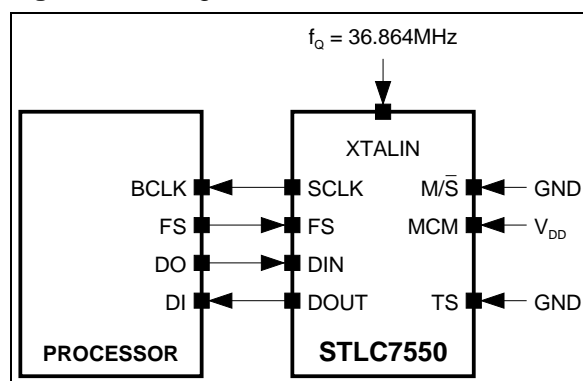 f_Q = 36.864MHz
XTALIN
BCLK SCLK M/S̅ GND
FS FS MCM V_DD
DO DIN
DI DOUT TS GND
PROCESSOR STLC7550